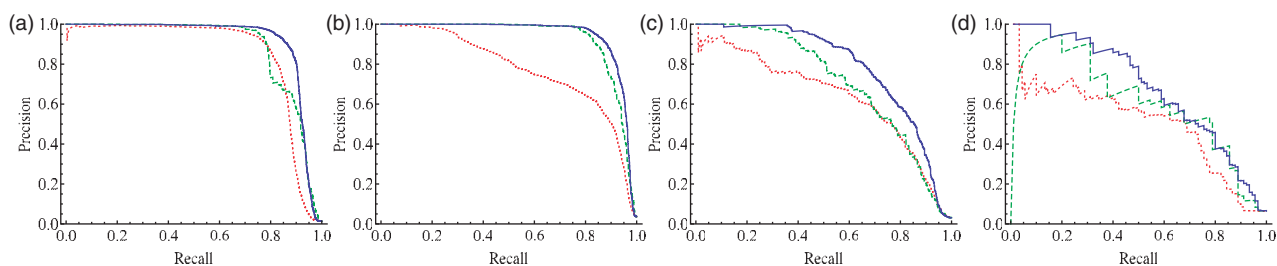 (a) (b) (c) (d)
1.0 1.0 1.0 1.0
0.8 0.8 0.8 0.8
0.6 0.6 0.6 0.6
Precision Precision Precision Precision
0.4 0.4 0.4 0.4
0.2 0.2 0.2 0.2
0.0 0.0 0.0 0.0
0.0 0.2 0.4 0.6 0.8 1.0 0.0 0.2 0.4 0.6 0.8 1.0 0.0 0.2 0.4 0.6 0.8 1.0 0.0 0.2 0.4 0.6 0.8 1.0
Recall Recall Recall Recall